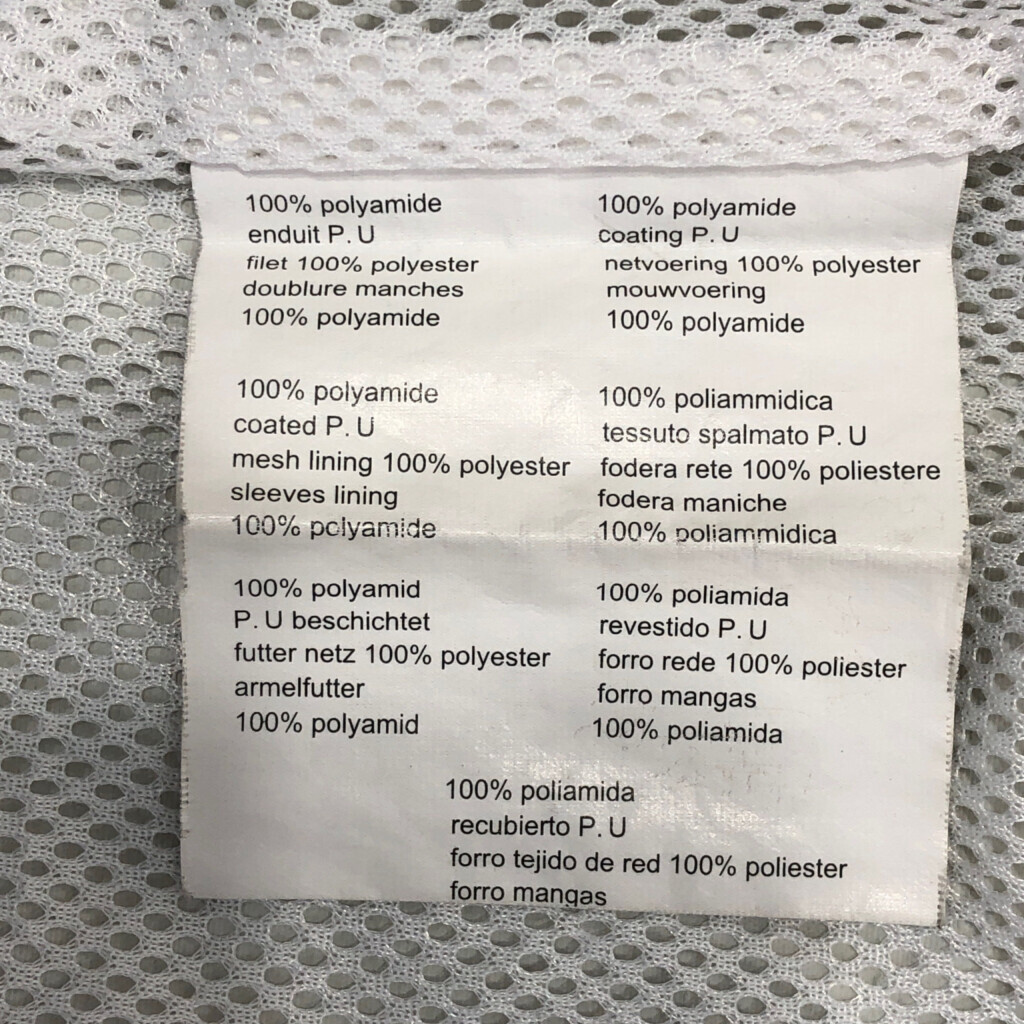 100% polyamide
enduit P. U
filet 100% polyester
doublure manches
100% polyamide
100% polyamide
coating P. U
netvoering 100% polyester
mouwvoering
100% polyamide
100% polyamide
coated P. U
mesh lining 100% polyester
sleeves lining
100% polyamide
100% poliammidica
tessuto spalmato P. U
fodera rete 100% poliestere
fodera maniche
100% poliammidica
100% polyamid
P. U beschichtet
futter netz 100% polyester
armelfutter
100% polyamid
100% poliamida
revestido P. U
forro rede 100% poliester
forro mangas
100% poliamida
100% poliamida
recubierto P. U
forro tejido de red 100% poliester
forro mangas